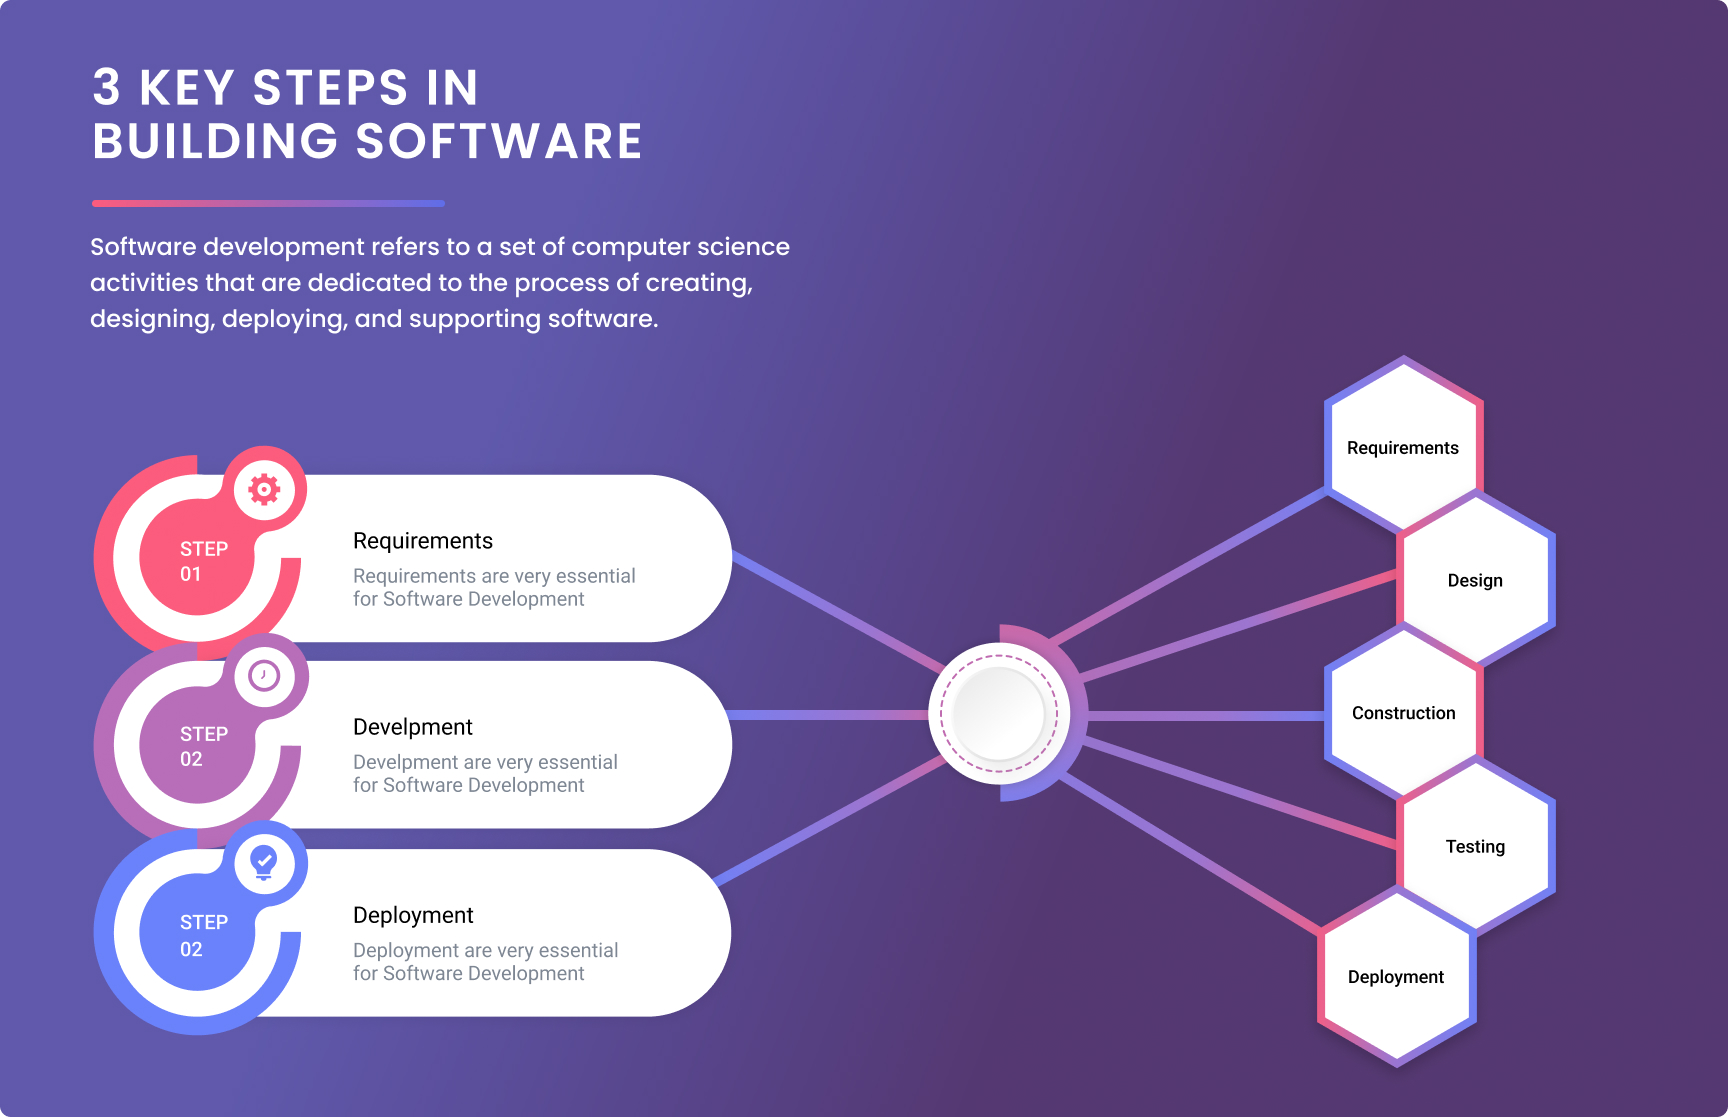 3 KEY STEPS IN
BUILDING SOFTWARE
Software development refers to a set of computer science
activities that are dedicated to the process of creating,
designing, deploying, and supporting software.
STEP
01
Requirements
Requirements are very essential
for Software Development
STEP
02
Develpment
Develpment are very essential
for Software Development
STEP
02
Deployment
Deployment are very essential
for Software Development
Requirements
Design
Construction
Testing
Deployment